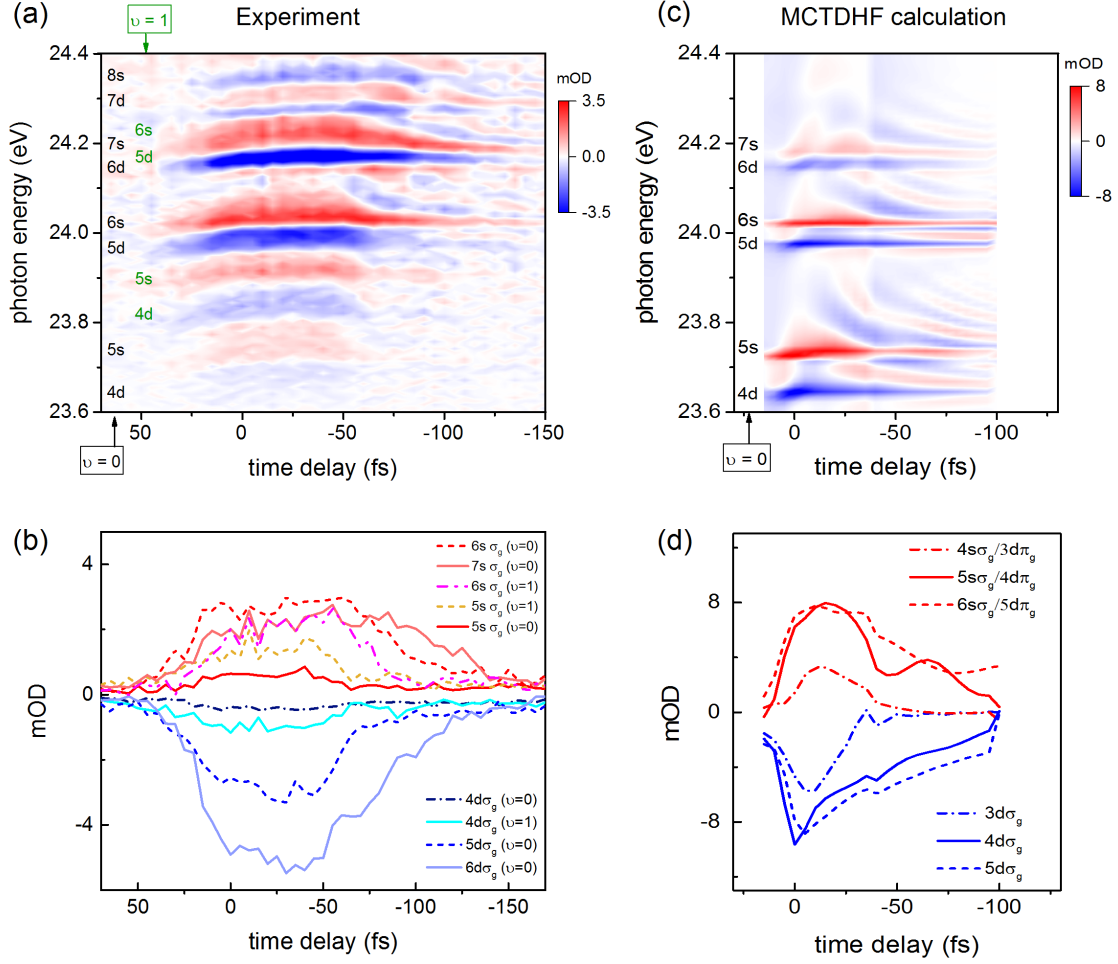 (a)
υ = 1
Experiment
24.4
24.2
24.0
23.8
23.6
photon energy (eV)
8s
7d
6s
7s
5d
6d
6s
5d
5s
4d
5s
4d
mOD
3.5
0.0
-3.5
50
0
-50
-100
-150
υ = 0
time delay (fs)
(c)
MCTDHF calculation
24.4
24.2
24.0
23.8
23.6
photon energy (eV)
7s
6d
6s
5d
5s
4d
mOD
8
0
-8
0
-50
-100
υ = 0
time delay (fs)
(b)
4
0
-4
mOD
6s σg (υ=0)
7s σg (υ=0)
6s σg (υ=1)
5s σg (υ=1)
5s σg (υ=0)
4dσg (υ=0)
4dσg (υ=1)
5dσg (υ=0)
6dσg (υ=0)
50
0
-50
-100
-150
time delay (fs)
(d)
8
0
-8
mOD
4sσg/3dπg
5sσg/4dπg
6sσg/5dπg
3dσg
4dσg
5dσg
0
-50
-100
time delay (fs)